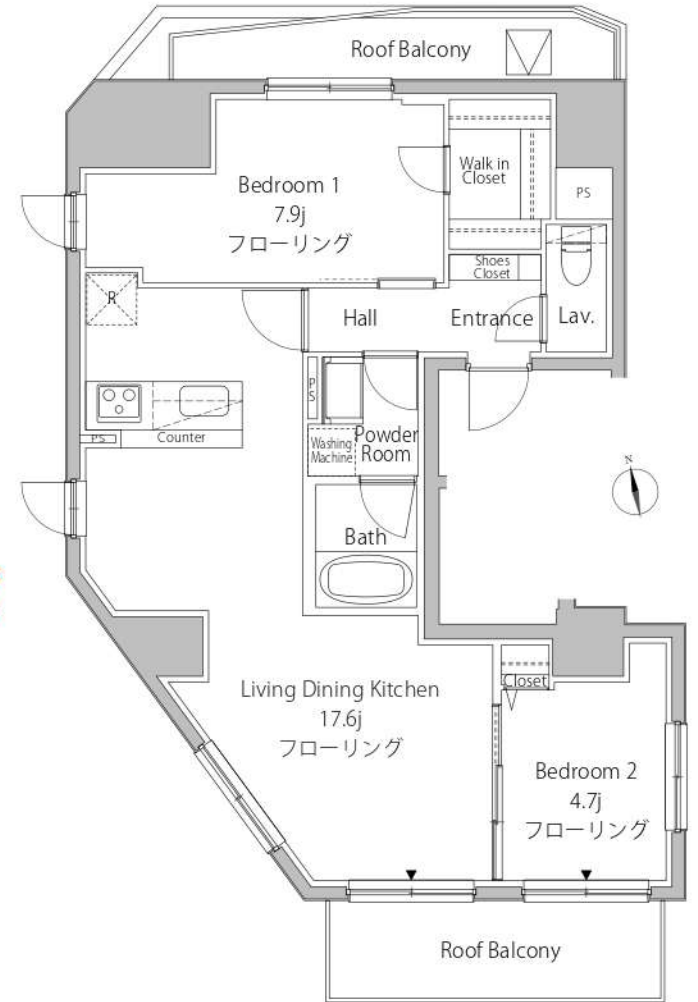 Roof Balcony
Bedroom 1
7.9j
フローリング
Walk in
Closet
PS
Shoes
Closet
R
Hall
Entrance
Lav.
PS
Counter
PS
Washing
Machine
Powder
Room
N
Bath
Living Dining Kitchen
17.6j
フローリング
Closet
Bedroom 2
4.7j
フローリング
Roof Balcony